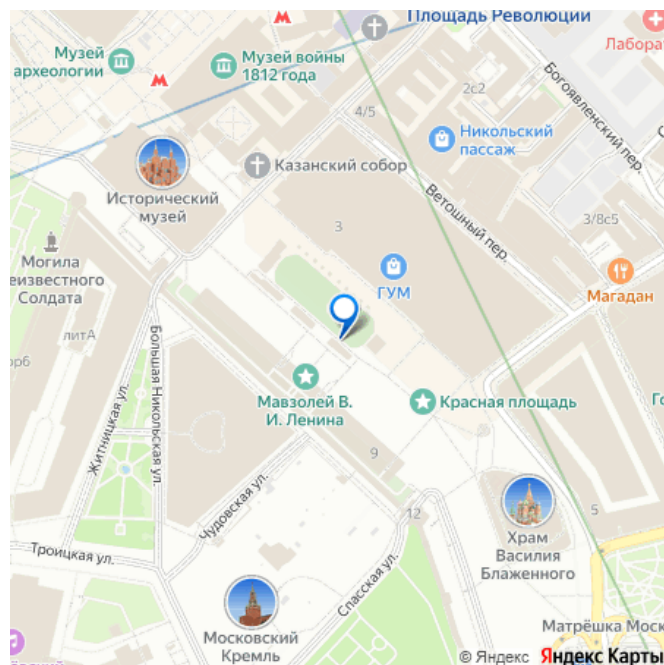 Площадь Революции
Музей
археологии
Музей войны
1812 года
Лабора
Богоявленский пер.
2с2
4/5
Никольский
пассаж
Казанский собор
Исторический
музей
Ветошный пер.
3
3/8с5
Могила
еизвестного
Солдата
ГУМ
Магадан
литА
Большая Никольская ул.
Житницкая ул.
Мавзолей В.
И. Ленина
Красная площадь
9
Чудовская ул.
12
5
Храм
Василия
Блаженного
Троицкая ул.
Спасская ул.
Московский
Кремль
Матрёшка Моск
© Яндекс Яндекс Карты